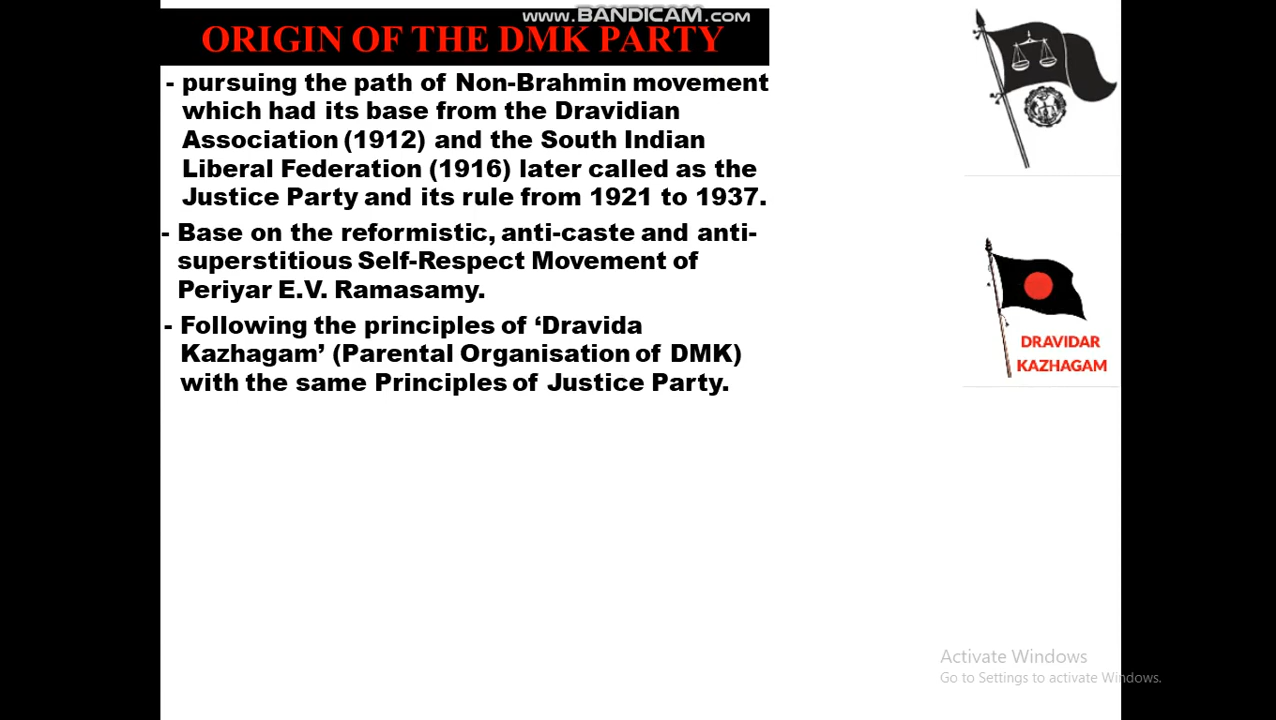 www.BANDICAM.com
ORIGIN OF THE DMK PARTY
- pursuing the path of Non-Brahmin movement
which had its base from the Dravidian
Association (1912) and the South Indian
Liberal Federation (1916) later called as the
Justice Party and its rule from 1921 to 1937.
- Base on the reformistic, anti-caste and anti-
superstitious Self-Respect Movement of
Periyar E.V. Ramasamy.
- Following the principles of ‘Dravida
Kazhagam’ (Parental Organisation of DMK)
with the same Principles of Justice Party.
DRAVIDAR
KAZHAGAM
Activate Windows
Go to Settings to activate Windows.